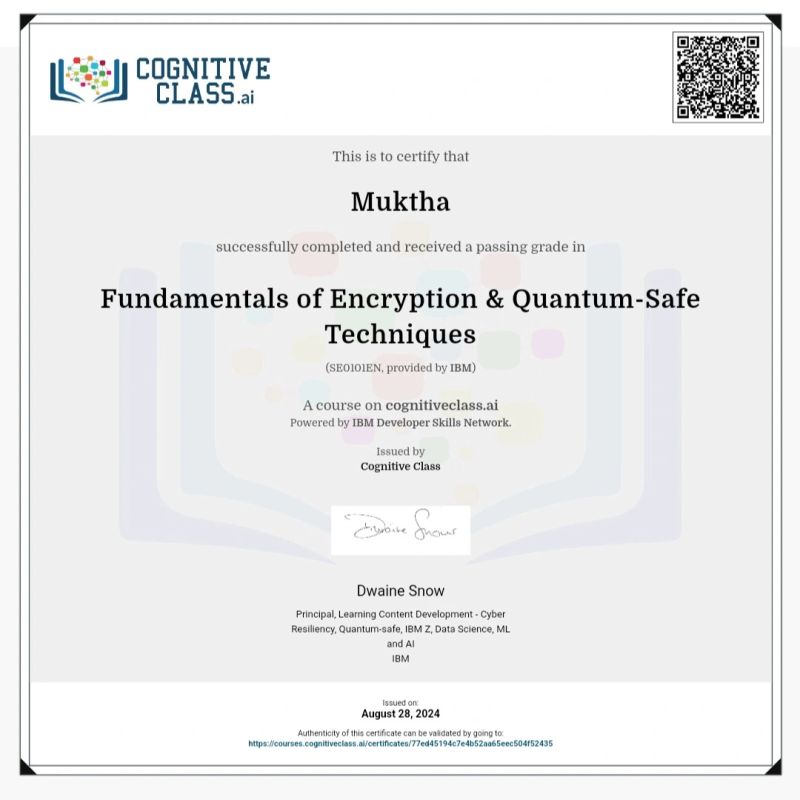 COGNITIVE
CLASS.ai
This is to certify that
Muktha
successfully completed and received a passing grade in
Fundamentals of Encryption & Quantum-Safe
Techniques
(SE0101EN, provided by IBM)
A course on cognitiveclass.ai
Powered by IBM Developer Skills Network.
Issued by
Cognitive Class
Dwaine Snow
Dwaine Snow
Principal, Learning Content Development - Cyber
Resiliency, Quantum-safe, IBM Z, Data Science, ML
and AI
IBM
Issued on:
August 28, 2024
Authenticity of this certificate can be validated by going to:
https://courses.cognitiveclass.ai/certificates/77ed45194c7e4b52aa65eec504f52435